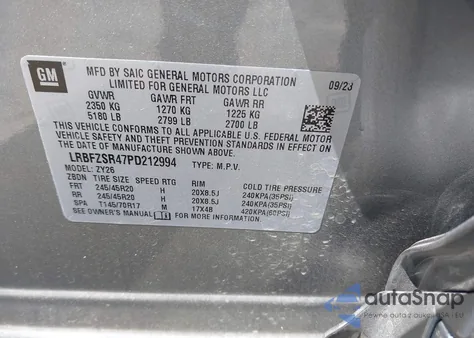 GM
MFD BY SAIC GENERAL MOTORS CORPORATION
LIMITED FOR GENERAL MOTORS LLC
09/23
GVWR GAWR FRT GAWR RR
2350 KG 1270 KG 1225 KG
5180 LB 2799 LB 2700 LB
THIS VEHICLE CONFORMS TO ALL APPLICABLE U.S. FEDERAL MOTOR
VEHICLE SAFETY AND THEFT PREVENTION STANDARDS IN EFFECT
ON THE DATE OF MANUFACTURE SHOWN ABOVE.
LRBFZSR47PD212994 TYPE: M.P.V.
MODEL: ZY26
ZBDN TIRE SIZE SPEED RTG RIM COLD TIRE PRESSURE
FRT 245/45R20 H 20X8.5J 240KPA(35PSI)
RR 245/45R20 H 20X8.5J 240KPA(35PSI)
SPA T145/70R17 M 17X4B 420KPA(60PSI)
SEE OWNER'S MANUAL FOR MORE INFORMATION.
autoSnap